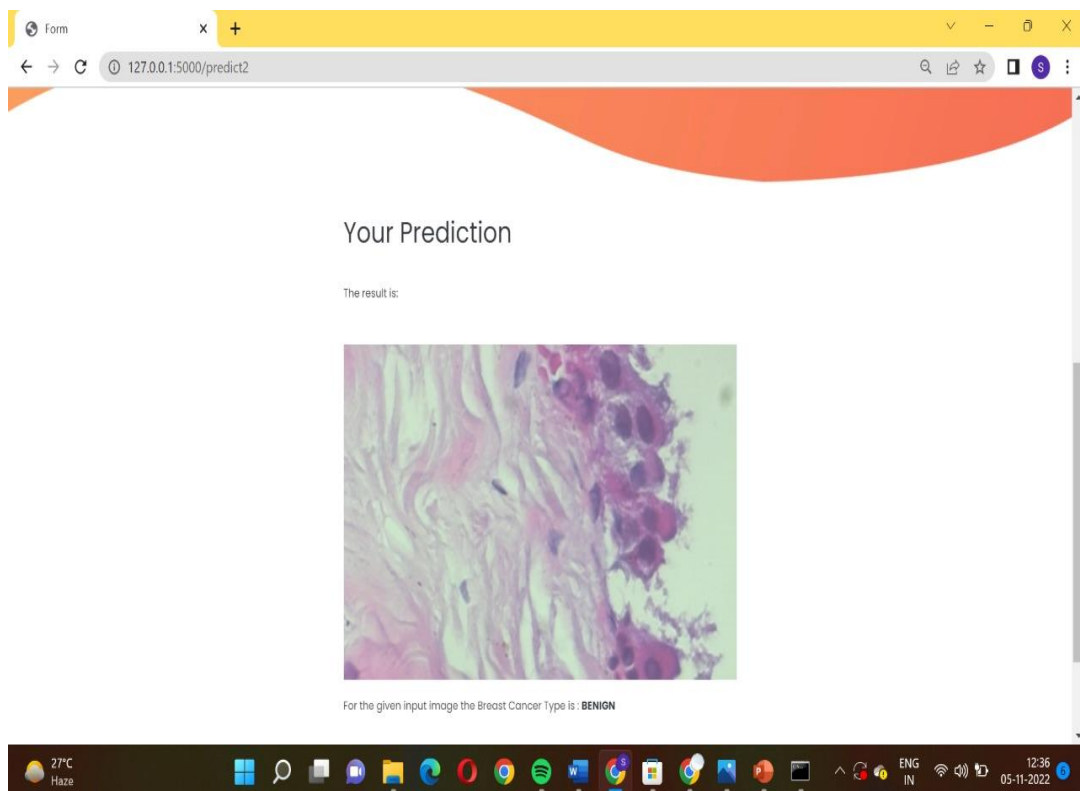 Form
127.0.0.1:5000/predict2
S
Your Prediction
The result is:
For the given input image the Breast Cancer Type is : BENIGN
27°C
Haze
ENG
IN
12:36
05-11-2022
6